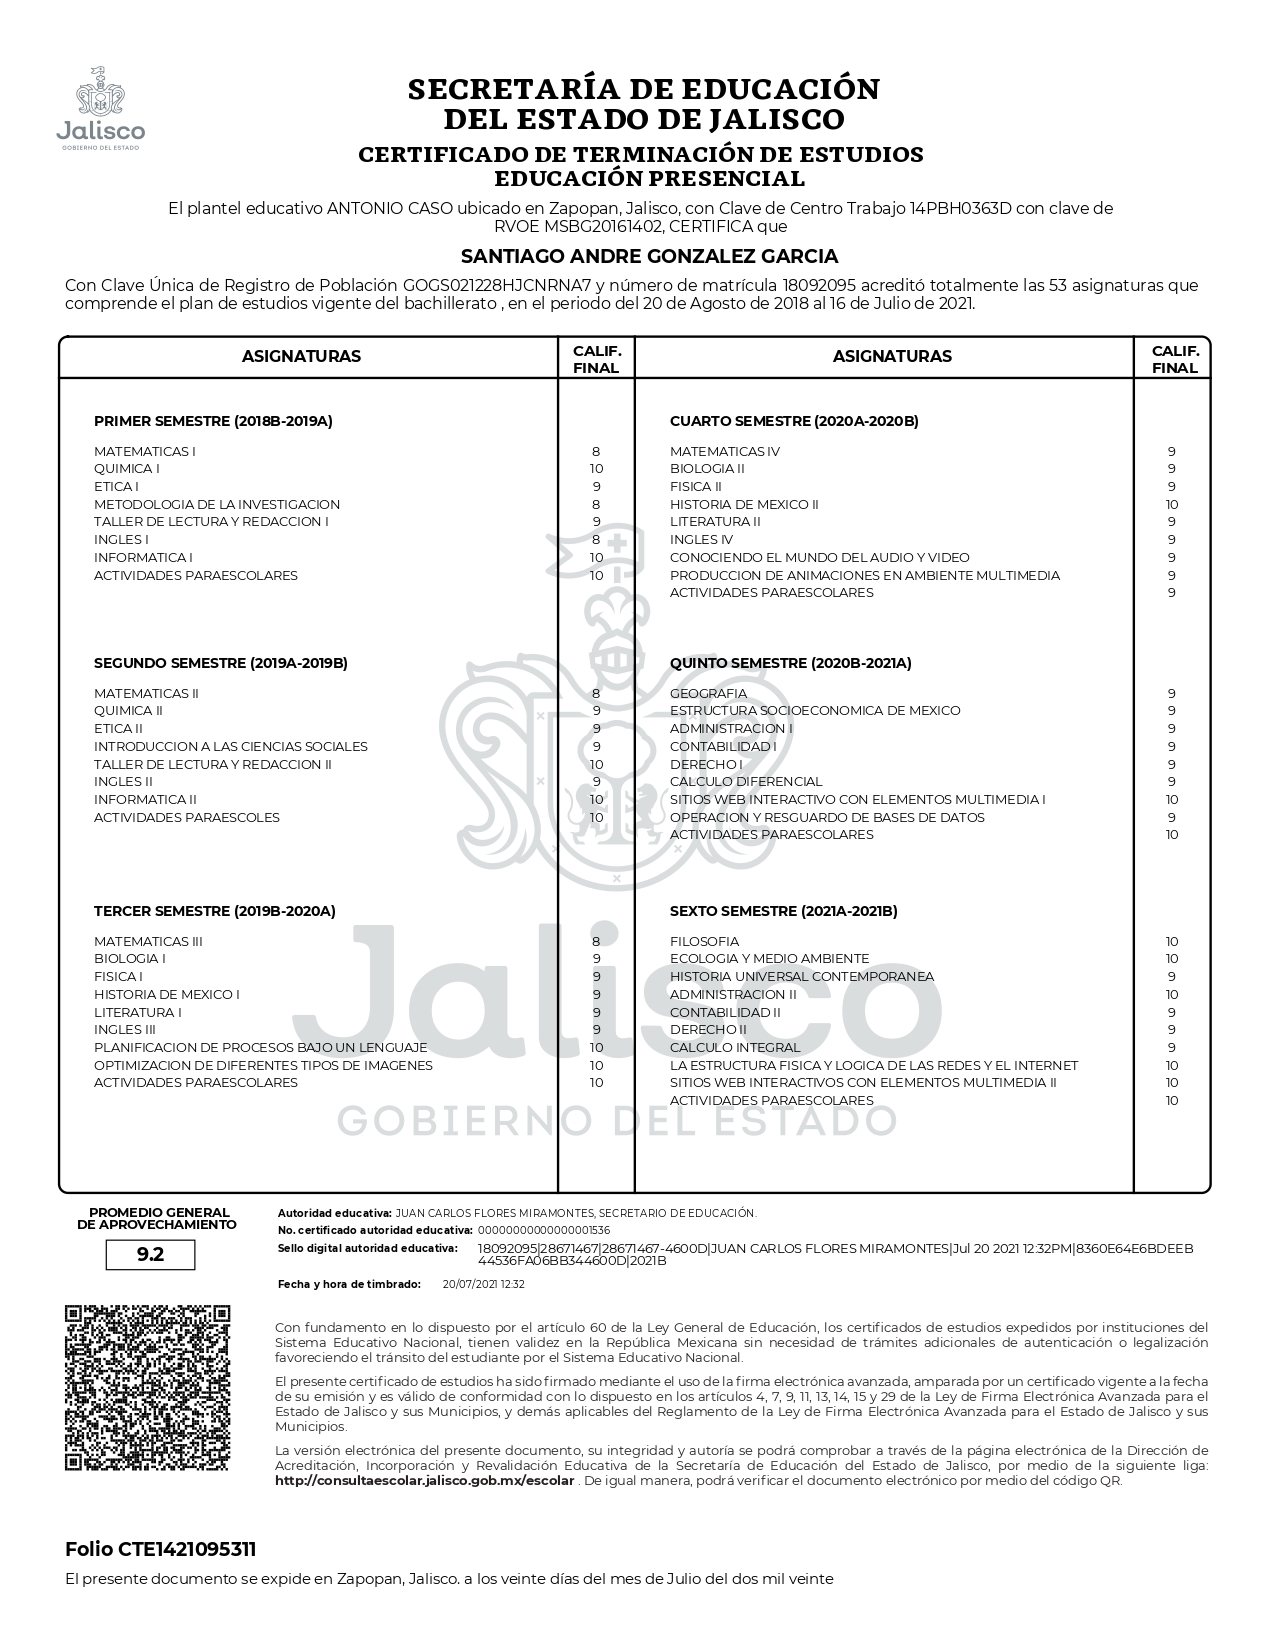 Jalisco
GOBIERNO DEL ESTADO
SECRETARÍA DE EDUCACIÓN
DEL ESTADO DE JALISCO
CERTIFICADO DE TERMINACIÓN DE ESTUDIOS
EDUCACIÓN PRESENCIAL
El plantel educativo ANTONIO CASO ubicado en Zapopan, Jalisco, con Clave de Centro Trabajo 14PBH0363D con clave de
RVOE MSBG20161402, CERTIFICA que
SANTIAGO ANDRE GONZALEZ GARCIA
Con Clave Única de Registro de Población GOGS021228HJCNRNA7 y número de matrícula 18092095 acreditó totalmente las 53 asignaturas que
comprende el plan de estudios vigente del bachillerato , en el periodo del 20 de Agosto de 2018 al 16 de Julio de 2021.
ASIGNATURAS
CALIF.
FINAL
PRIMER SEMESTRE (2018B-2019A)
MATEMATICAS I 8
QUIMICA I 10
ETICA I 9
METODOLOGIA DE LA INVESTIGACION 8
TALLER DE LECTURA Y REDACCION I 9
INGLES I 8
INFORMATICA I 10
ACTIVIDADES PARAESCOLARES 10
SEGUNDO SEMESTRE (2019A-2019B)
MATEMATICAS II 8
QUIMICA II 9
ETICA II 9
INTRODUCCION A LAS CIENCIAS SOCIALES 9
TALLER DE LECTURA Y REDACCION II 10
INGLES II 9
INFORMATICA II 10
ACTIVIDADES PARAESCOLES 10
TERCER SEMESTRE (2019B-2020A)
MATEMATICAS III 8
BIOLOGIA I 9
FISICA I 9
HISTORIA DE MEXICO I 9
LITERATURA I 9
INGLES III 9
PLANIFICACION DE PROCESOS BAJO UN LENGUAJE 10
OPTIMIZACION DE DIFERENTES TIPOS DE IMAGENES 10
ACTIVIDADES PARAESCOLARES 10
ASIGNATURAS
CALIF.
FINAL
CUARTO SEMESTRE (2020A-2020B)
MATEMATICAS IV 9
BIOLOGIA II 9
FISICA II 9
HISTORIA DE MEXICO II 10
LITERATURA II 9
INGLES IV 9
CONOCIENDO EL MUNDO DEL AUDIO Y VIDEO 9
PRODUCCION DE ANIMACIONES EN AMBIENTE MULTIMEDIA 9
ACTIVIDADES PARAESCOLARES 9
QUINTO SEMESTRE (2020B-2021A)
GEOGRAFIA 9
ESTRUCTURA SOCIOECONOMICA DE MEXICO 9
ADMINISTRACION I 9
CONTABILIDAD I 9
DERECHO I 9
CALCULO DIFERENCIAL 9
SITIOS WEB INTERACTIVO CON ELEMENTOS MULTIMEDIA I 10
OPERACION Y RESGUARDO DE BASES DE DATOS 9
ACTIVIDADES PARAESCOLARES 10
SEXTO SEMESTRE (2021A-2021B)
FILOSOFIA 10
ECOLOGIA Y MEDIO AMBIENTE 10
HISTORIA UNIVERSAL CONTEMPORANEA 9
ADMINISTRACION II 10
CONTABILIDAD II 9
DERECHO II 9
CALCULO INTEGRAL 9
LA ESTRUCTURA FISICA Y LOGICA DE LAS REDES Y EL INTERNET 10
SITIOS WEB INTERACTIVOS CON ELEMENTOS MULTIMEDIA II 10
ACTIVIDADES PARAESCOLARES 10
Jalisco
GOBIERNO DEL ESTADO
PROMEDIO GENERAL
DE APROVECHAMIENTO
9.2
Autoridad educativa: JUAN CARLOS FLORES MIRAMONTES, SECRETARIO DE EDUCACIÓN.
No. certificado autoridad educativa: 00000000000000001536
Sello digital autoridad educativa: 18092095|28671467|28671467-4600D|JUAN CARLOS FLORES MIRAMONTES|Jul 20 2021 12:32PM|8360E64E6BDEEB
44536FA06BB344600D|2021B
Fecha y hora de timbrado: 20/07/2021 12:32
Con fundamento en lo dispuesto por el artículo 60 de la Ley General de Educación, los certificados de estudios expedidos por instituciones del
Sistema Educativo Nacional, tienen validez en la República Mexicana sin necesidad de trámites adicionales de autenticación o legalización
favoreciendo el tránsito del estudiante por el Sistema Educativo Nacional.
El presente certificado de estudios ha sido firmado mediante el uso de la firma electrónica avanzada, amparada por un certificado vigente a la fecha
de su emisión y es válido de conformidad con lo dispuesto en los artículos 4, 7, 9, 11, 13, 14, 15 y 29 de la Ley de Firma Electrónica Avanzada para el
Estado de Jalisco y sus Municipios, y demás aplicables del Reglamento de la Ley de Firma Electrónica Avanzada para el Estado de Jalisco y sus
Municipios.
La versión electrónica del presente documento, su integridad y autoría se podrá comprobar a través de la página electrónica de la Dirección de
Acreditación, Incorporación y Revalidación Educativa de la Secretaría de Educación del Estado de Jalisco, por medio de la siguiente liga:
http://consultaescolar.jalisco.gob.mx/escolar . De igual manera, podrá verificar el documento electrónico por medio del código QR.
Folio CTE1421095311
El presente documento se expide en Zapopan, Jalisco. a los veinte días del mes de Julio del dos mil veinte